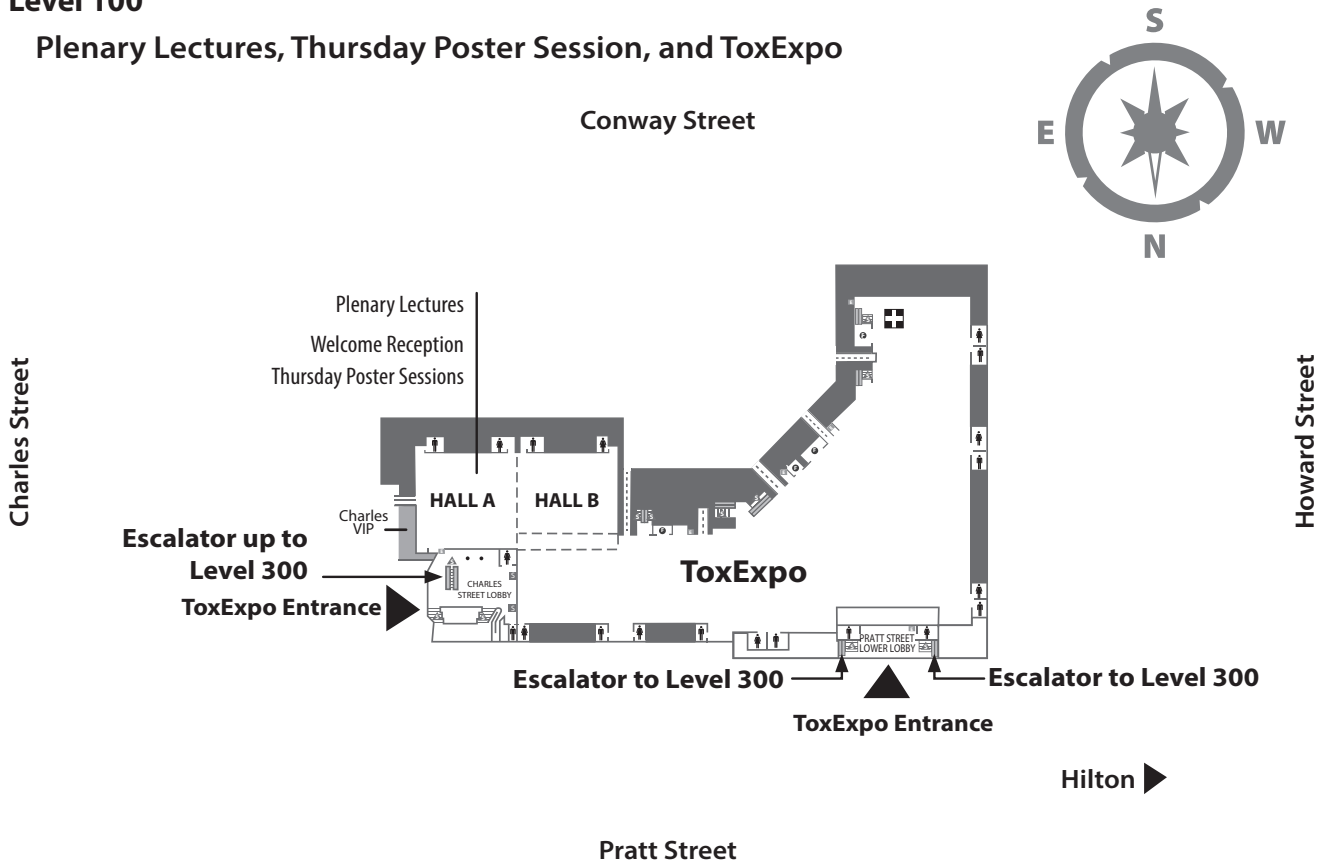 Level 100
Plenary Lectures, Thursday Poster Session, and ToxExpo
S
E
W
N
Conway Street
Charles Street
Howard Street
Plenary Lectures
Welcome Reception
Thursday Poster Sessions
HALL A
HALL B
Charles
VIP
Escalator up to
Level 300
CHARLES
STREET LOBBY
ToxExpo Entrance
ToxExpo
PRATT STREET
LOWER LOBBY
Escalator to Level 300
Escalator to Level 300
ToxExpo Entrance
Hilton
Pratt Street